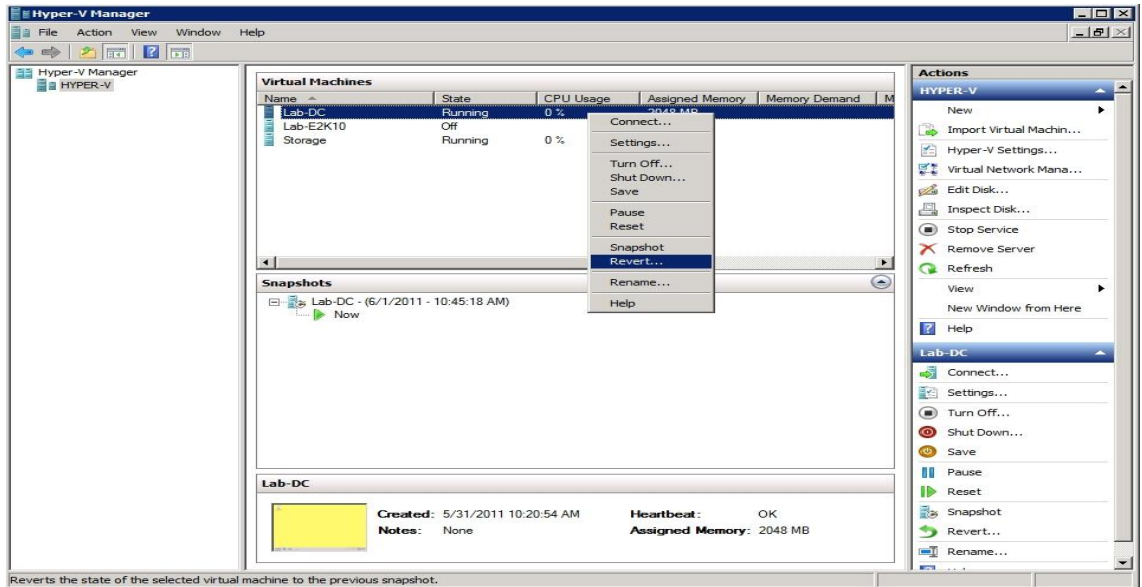 Hyper-V Manager
File Action View Window Help
Hyper-V Manager
HYPER-V
Virtual Machines
Name State CPU Usage Assigned Memory Memory Demand M
Lab-DC Running 0 % 2048 MB
Lab-E2K10 Off
Storage Running 0 %
Connect...
Settings...
Turn Off...
Shut Down...
Save
Pause
Reset
Snapshot
Revert...
Rename...
Help
Snapshots
Lab-DC - (6/1/2011 - 10:45:18 AM)
Now
Lab-DC
Created: 5/31/2011 10:20:54 AM Heartbeat: OK
Notes: None Assigned Memory: 2048 MB
Actions
HYPER-V
New
Import Virtual Machin...
Hyper-V Settings...
Virtual Network Mana...
Edit Disk...
Inspect Disk...
Stop Service
Remove Server
Refresh
View
New Window from Here
Help
Lab-DC
Connect...
Settings...
Turn Off...
Shut Down...
Save
Pause
Reset
Snapshot
Revert...
Rename...
Reverts the state of the selected virtual machine to the previous snapshot.